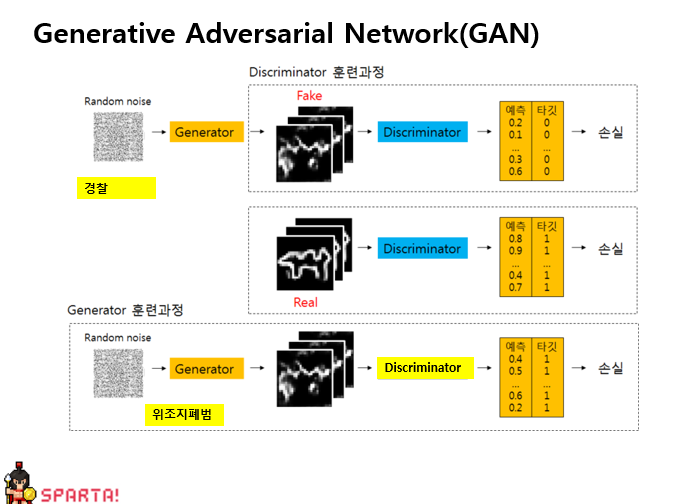 Generative Adversarial Network(GAN)
Discriminator 훈련과정
Random noise
Generator
Fake
Discriminator
예측 타깃
0.2 0
0.1 0
... 0
0.3 0
0.6 0
손실
경찰
Real
Discriminator
예측 타깃
0.8 1
0.9 1
... 1
0.4 1
0.7 1
손실
Generator 훈련과정
Random noise
Generator
Discriminator
예측 타깃
0.4 1
0.5 1
... 1
0.6 1
0.2 1
손실
위조지폐범
SPARTA!